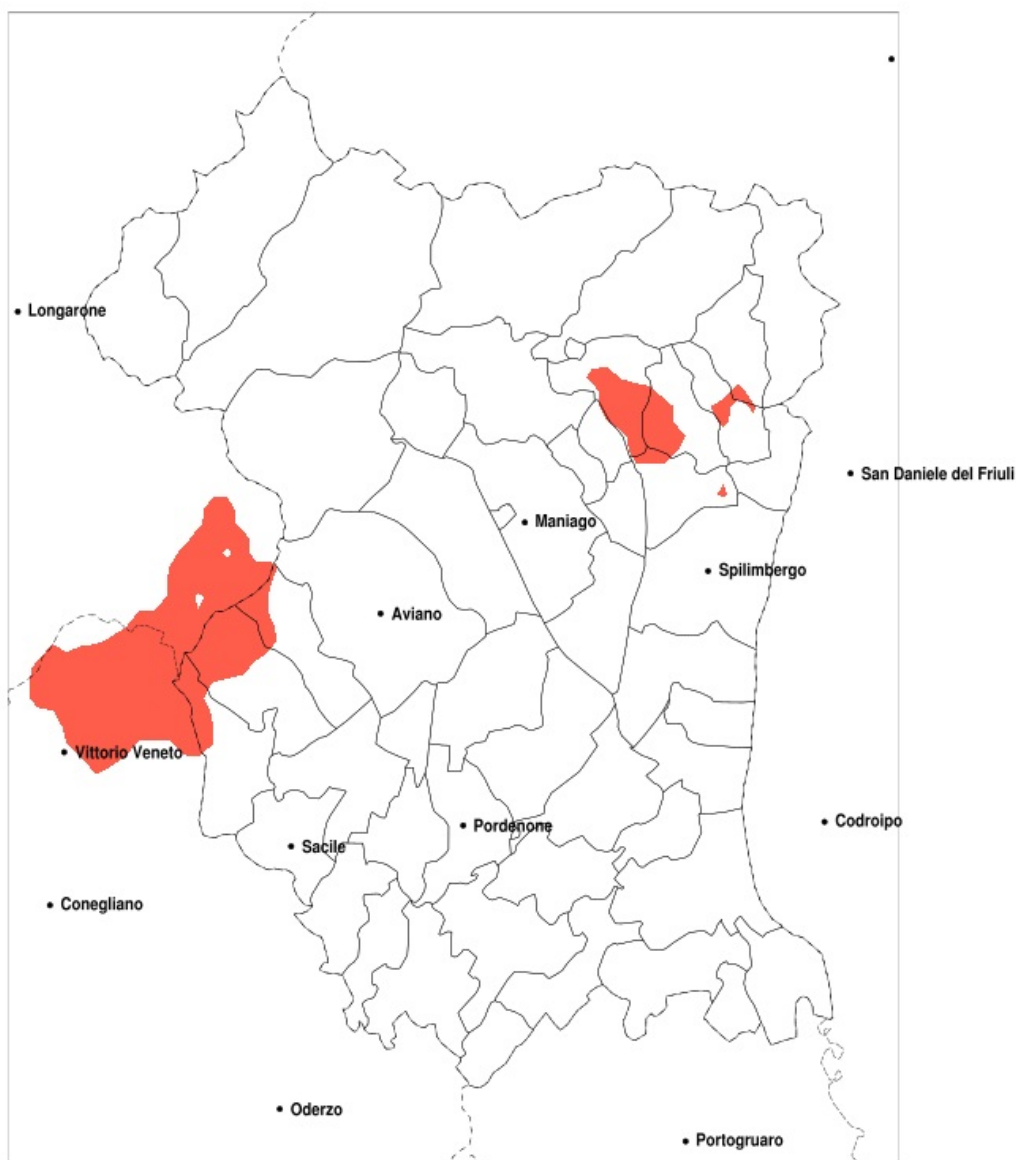 Longarone
San Daniele del Friuli
Maniago
Spilimbergo
Aviano
Vittorio Veneto
Codroipo
Pordenone
Sacile
Conegliano
Oderzo
Portogruaro